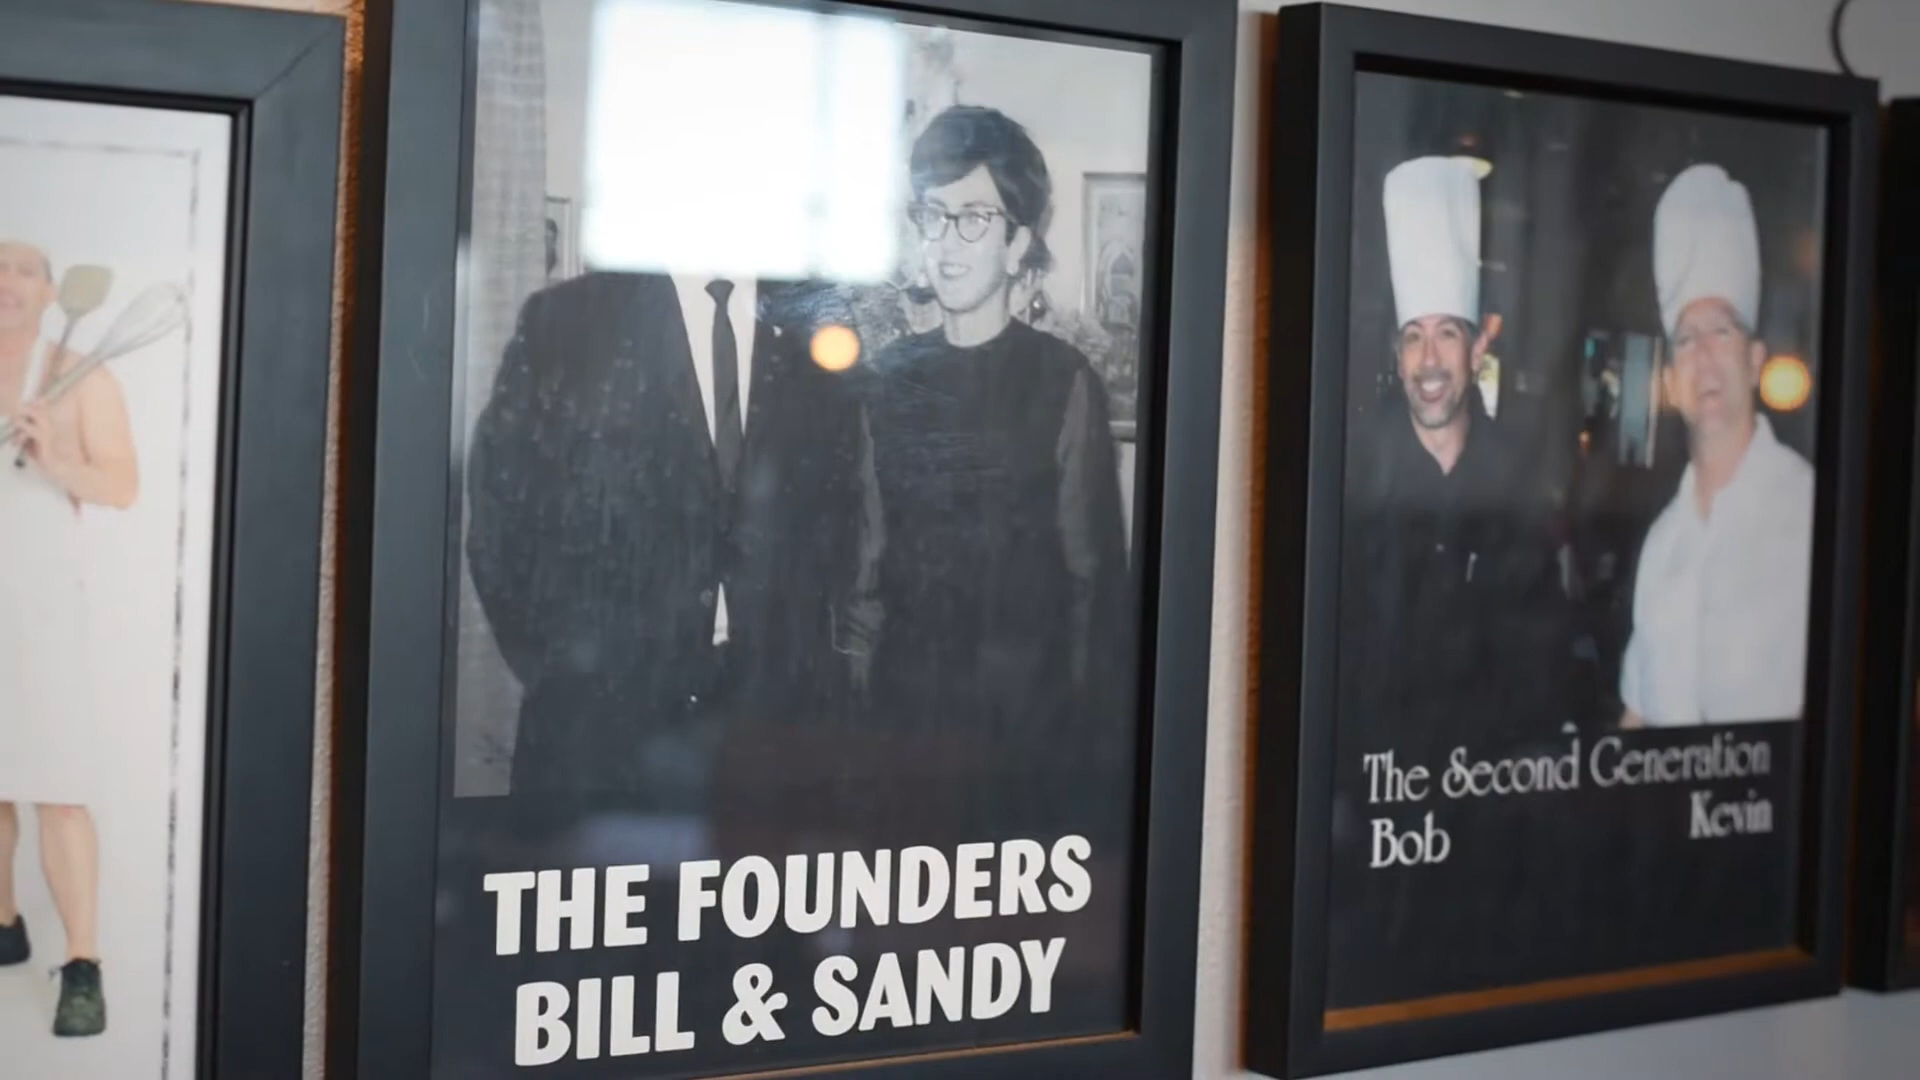 THE FOUNDERS
BILL & SANDY
The Second Generation
Bob Kevin